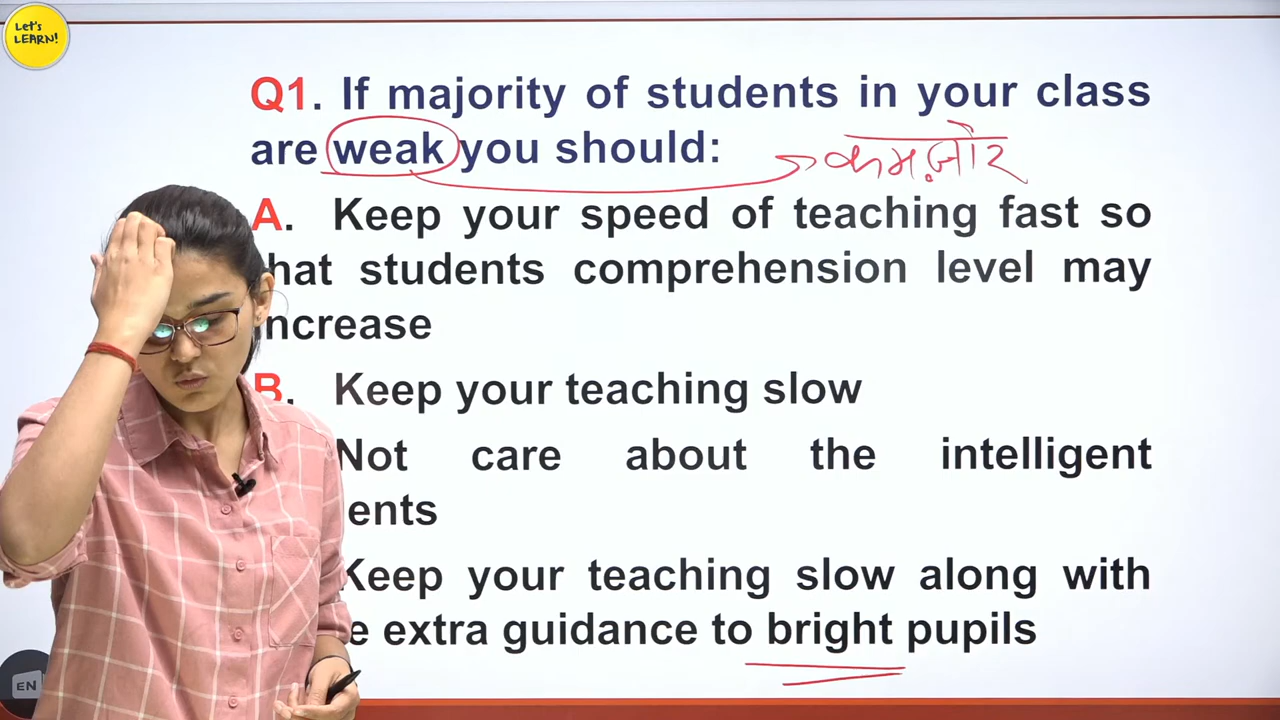 Let's
LEARN!
Q1. If majority of students in your class
are weak you should:
कमजोर
A. Keep your speed of teaching fast so
hat students comprehension level may
increase
B. Keep your teaching slow
Not care about the intelligent
ents
Keep your teaching slow along with
e extra guidance to bright pupils
EN